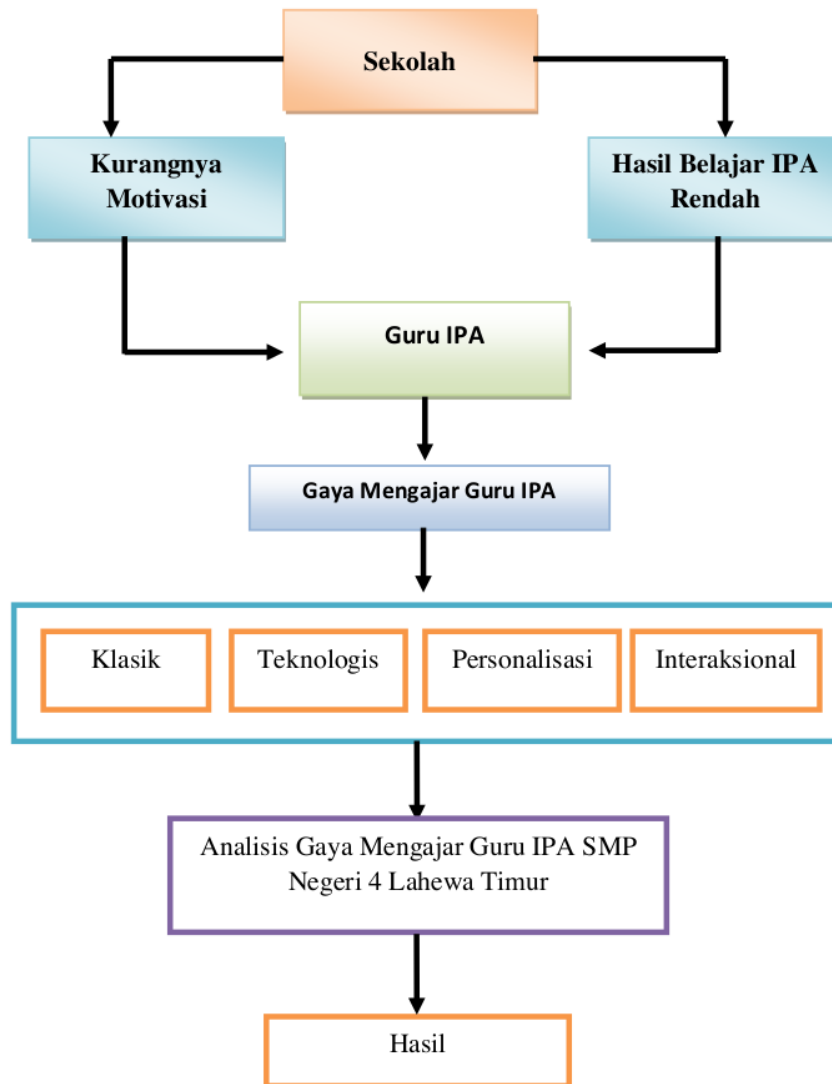 Sekolah
Kurangnya
Motivasi
Hasil Belajar IPA
Rendah
Guru IPA
Gaya Mengajar Guru IPA
Klasik
Teknologis
Personalisasi
Interaksional
Analisis Gaya Mengajar Guru IPA SMP
Negeri 4 Lahewa Timur
Hasil